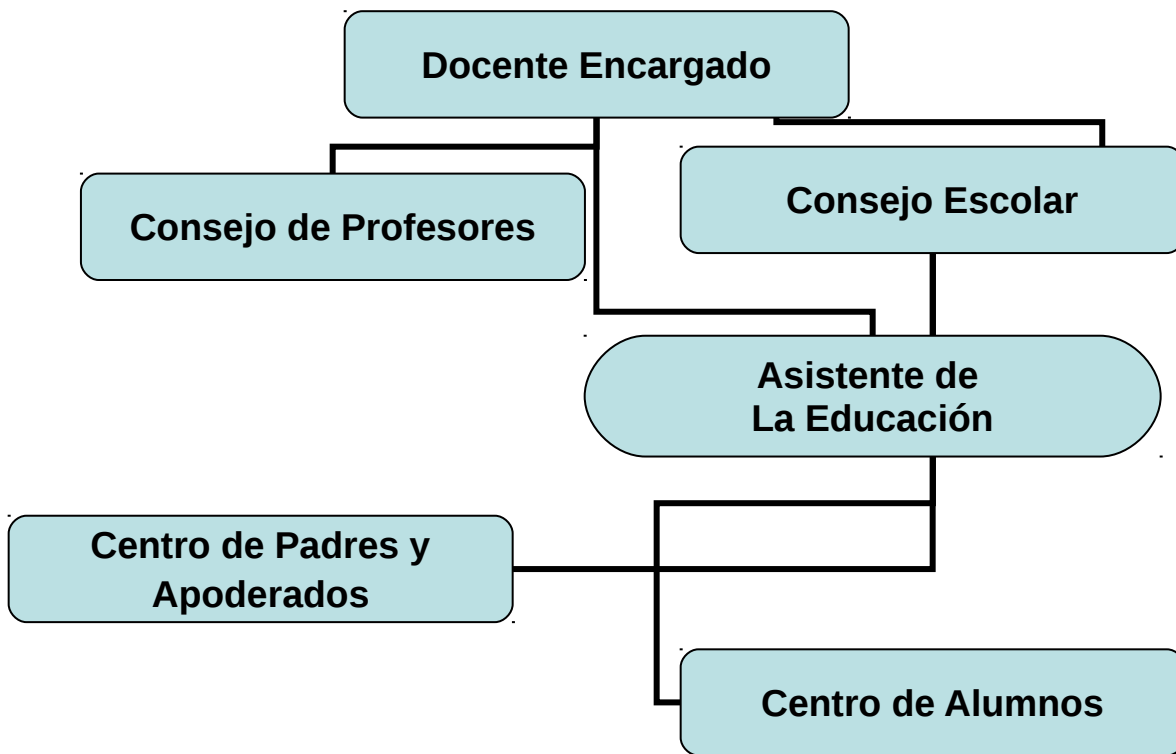 Docente Encargado
Consejo de Profesores
Consejo Escolar
Asistente de
La Educación
Centro de Padres y
Apoderados
Centro de Alumnos